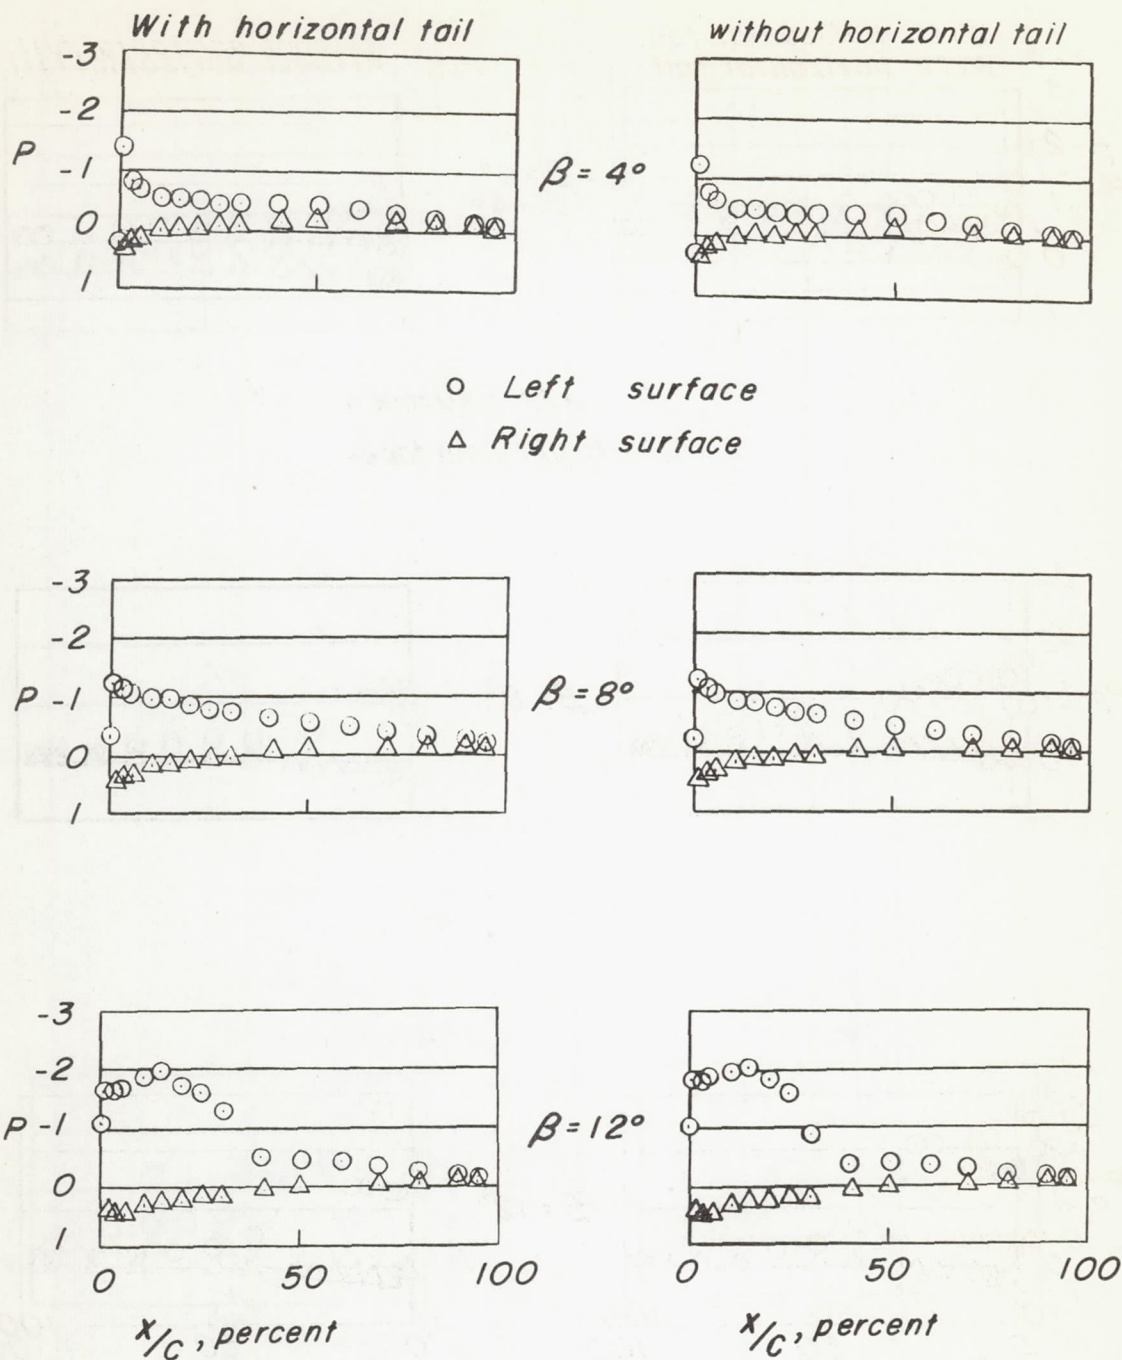 With horizontal tail
without horizontal tail
-3
-2
P
-1
0
1
β = 4°
○ Left surface
△ Right surface
-3
-2
P -1
0
1
β = 8°
-3
-2
P -1
0
1
β = 12°
0 50 100
0 50 100
x/c, percent
x/c, percent